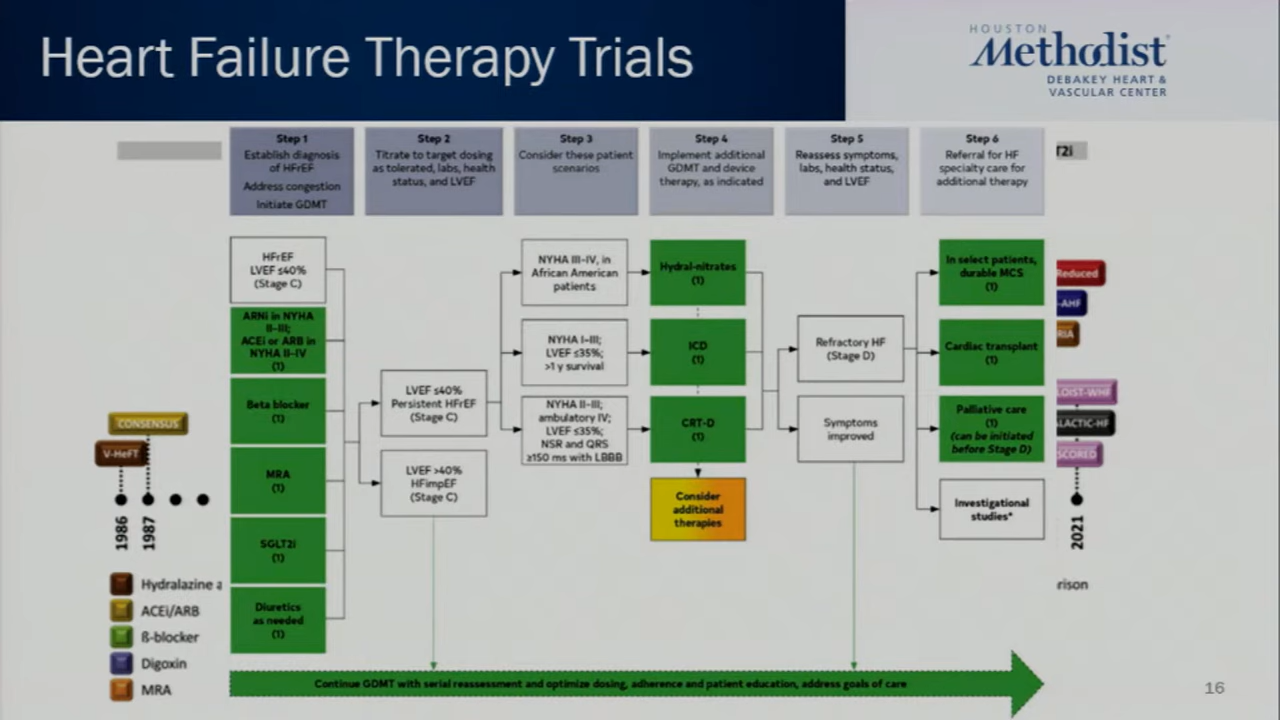 Heart Failure Therapy Trials
HOUSTON
Methodist
DEBAKEY HEART &
VASCULAR CENTER
Step 1
Establish diagnosis
of HFrEF
Address congestion
Initiate GDMT
Step 2
Titrate to target dosing
as tolerated, labs, health
status, and LVEF
Step 3
Consider these patient
scenarios
Step 4
Implement additional
GDMT and device
therapy, as indicated
Step 5
Reassess symptoms,
labs, health status,
and LVEF
Step 6
Referral for HF
specialty care for
additional therapy
T2i
HFrEF
LVEF ≤40%
(Stage C)
ARNi in NYHA
II–III;
ACEi or ARB in
NYHA II–IV
(1)
Beta blocker
(1)
MRA
(1)
SGLT2i
(1)
Diuretics
as needed
(1)
LVEF ≤40%
Persistent HFrEF
(Stage C)
LVEF >40%
HFimpEF
(Stage C)
NYHA III–IV, in
African American
patients
NYHA I–III;
LVEF ≤35%;
>1 y survival
NYHA II–III;
ambulatory IV;
LVEF ≤35%;
NSR and QRS
≥150 ms with LBBB
Hydral-nitrates
(1)
ICD
(1)
CRT-D
(1)
Consider
additional
therapies
Refractory HF
(Stage D)
Symptoms
improved
In select patients,
durable MCS
(1)
Cardiac transplant
(1)
Palliative care
(1)
(can be initiated
before Stage D)
Investigational
studies*
Reduced
-AHF
RIA
LOIST-WHF
ALACTIC-HF
SCORED
CONSENSUS
V-HeFT
1986
1987
2021
Hydralazine a
rison
ACEi/ARB
ß-blocker
Digoxin
MRA
Continue GDMT with serial reassessment and optimize dosing, adherence and patient education, address goals of care
16